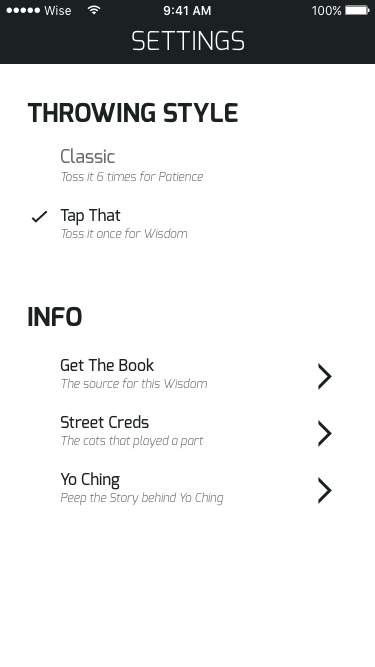 Wise 9:41 AM 100%
SETTINGS
THROWING STYLE
Classic
Toss it 6 times for Patience
Tap That
Toss it once for Wisdom
INFO
Get The Book
The source for this Wisdom
Street Creds
The cats that played a part
Yo Ching
Peep the Story behind Yo Ching